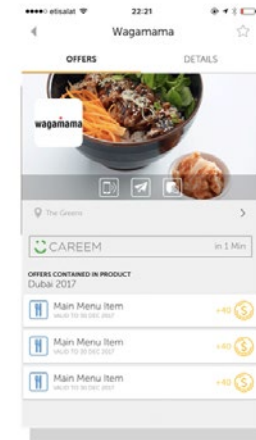 etisalat 22:21
Wagamama
OFFERS DETAILS
wagamama
The Greens
CAREEM in 1 Min
OFFERS CONTAINED IN PRODUCT
Dubai 2017
Main Menu Item +40
VALID TO 30 DEC 2017
Main Menu Item +40
VALID TO 30 DEC 2017
Main Menu Item +40
VALID TO 30 DEC 2017